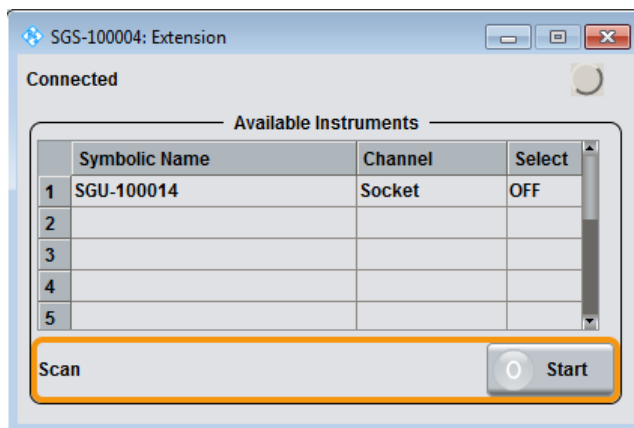 SGS-100004: Extension
Connected
Available Instruments
Symbolic Name Channel Select
1 SGU-100014 Socket OFF
2
3
4
5
Scan 0 Start